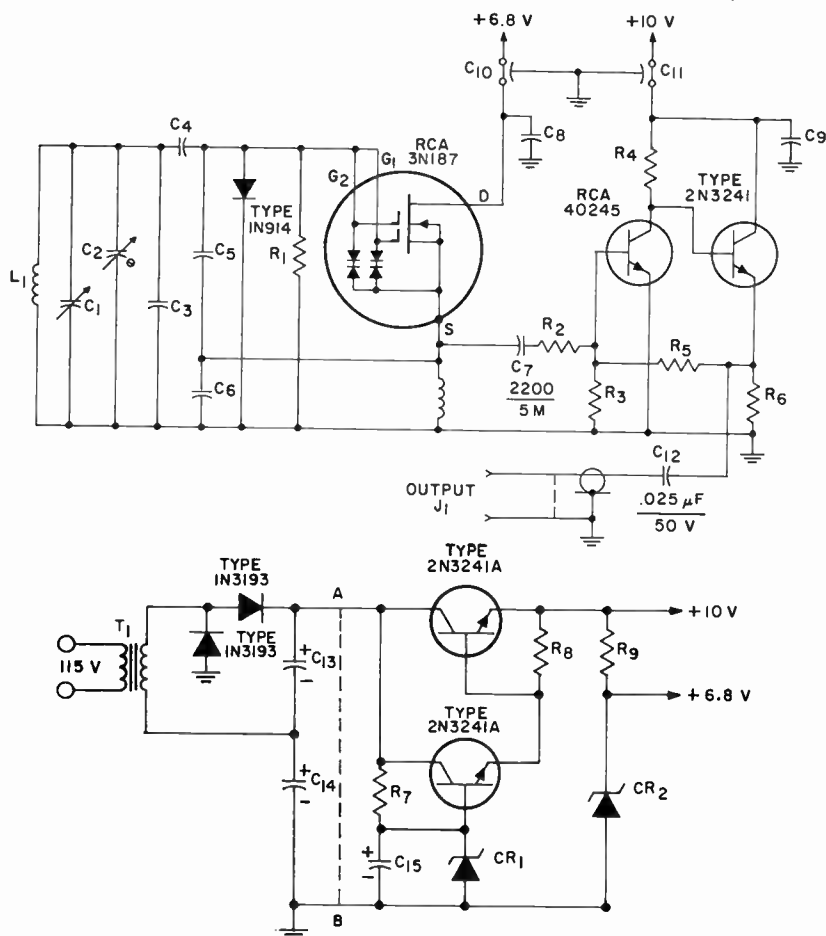 +6.8 V
+10 V
C10
C11
C4
RCA
3N187
C8
C9
G1
G2
D
R4
RCA
40245
TYPE
2N3241
TYPE
1N914
R1
C2
C5
L1
C1
C3
S
R2
R5
C7
2200
5 M
C6
R3
R6
C12
OUTPUT
J1
.025 µF
50 V
TYPE
2N3241A
TYPE
1N3193
A
+10 V
T1
TYPE
1N3193
R8
R9
115 V
C13
+
-
+6.8 V
TYPE
2N3241A
+
C14
-
R7
CR2
+
C15
-
CR1
B